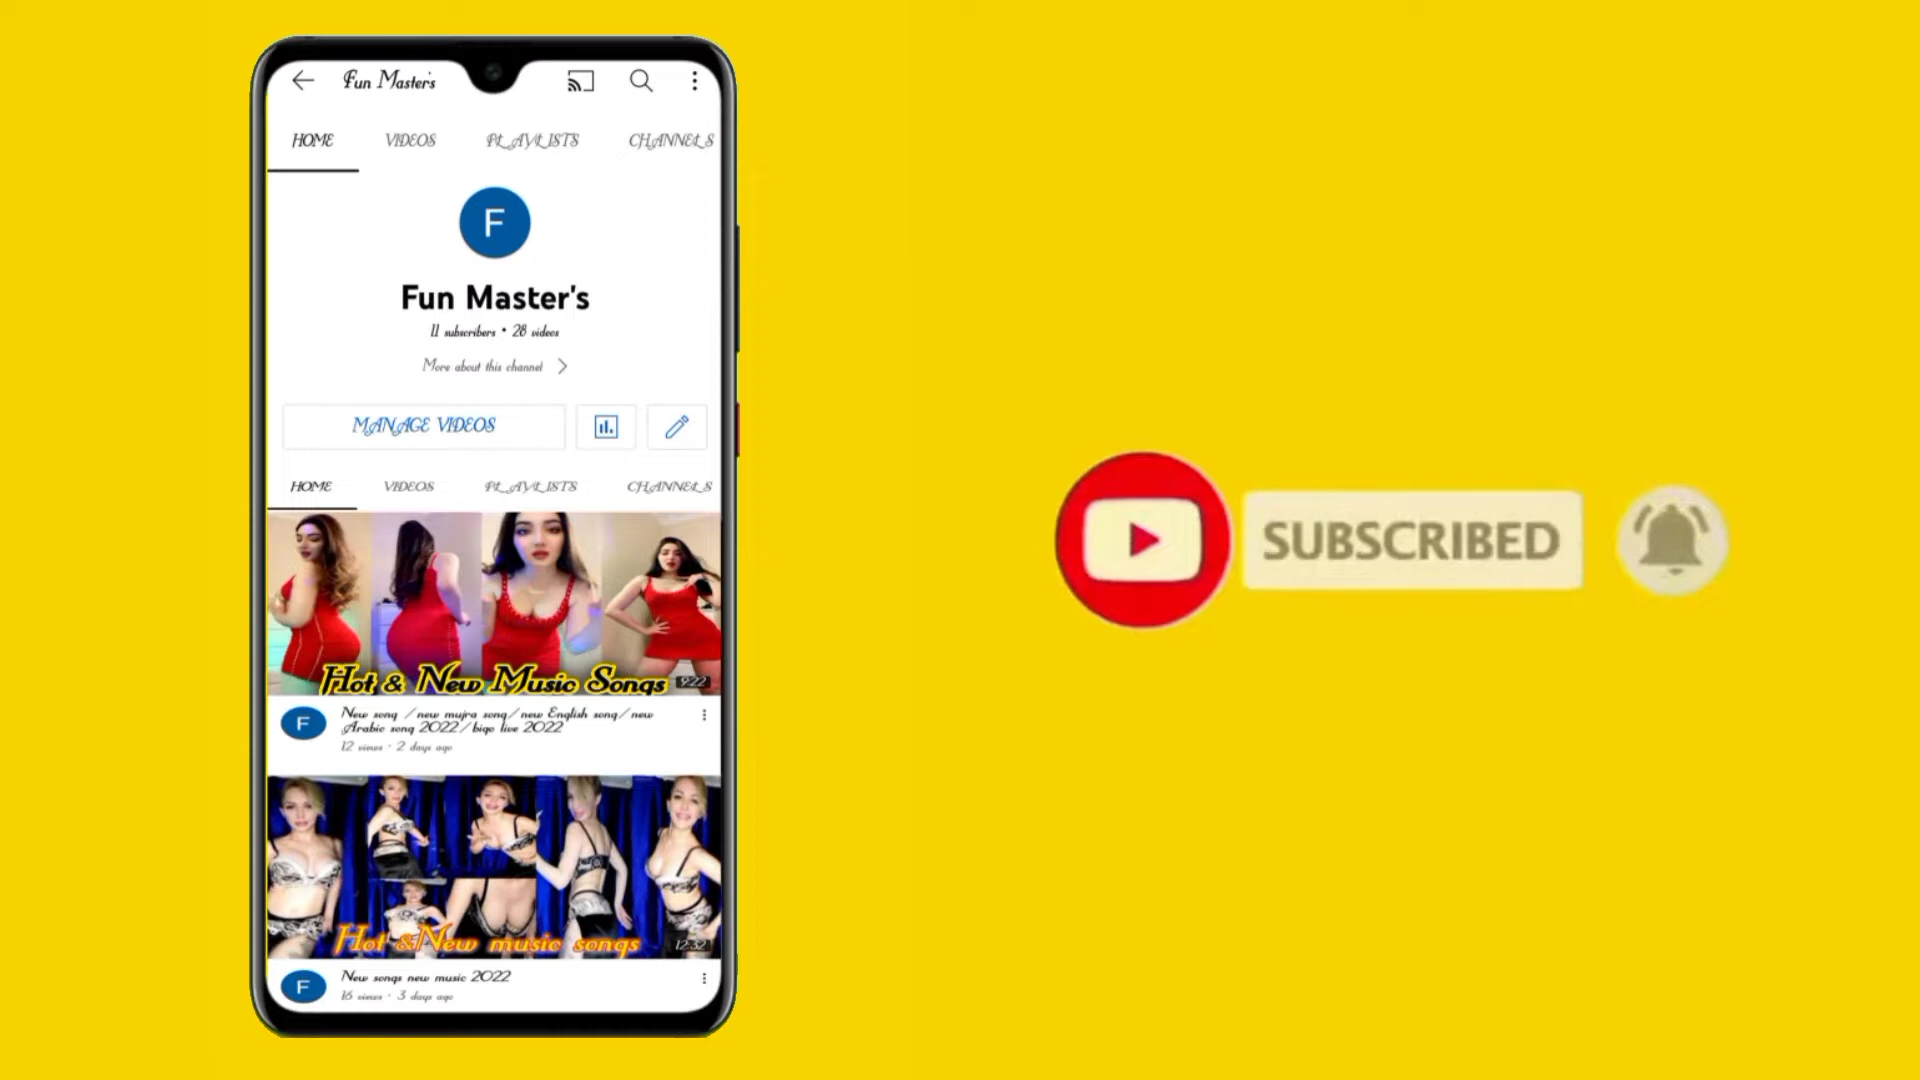 Fun Master's
HOME VIDEOS PLAYLISTS CHANNELS
F
Fun Master's
11 subscribers • 28 videos
More about this channel
MANAGE VIDEOS
HOME VIDEOS PLAYLISTS CHANNELS
Hot & New Music Songs 9:22
F
New song /new mujra song/new English song/new
Arabic song 2022/bigo live 2022
12 views · 2 days ago
Hot &New music songs 12:32
F
New songs new music 2022
16 views · 3 days ago
SUBSCRIBED